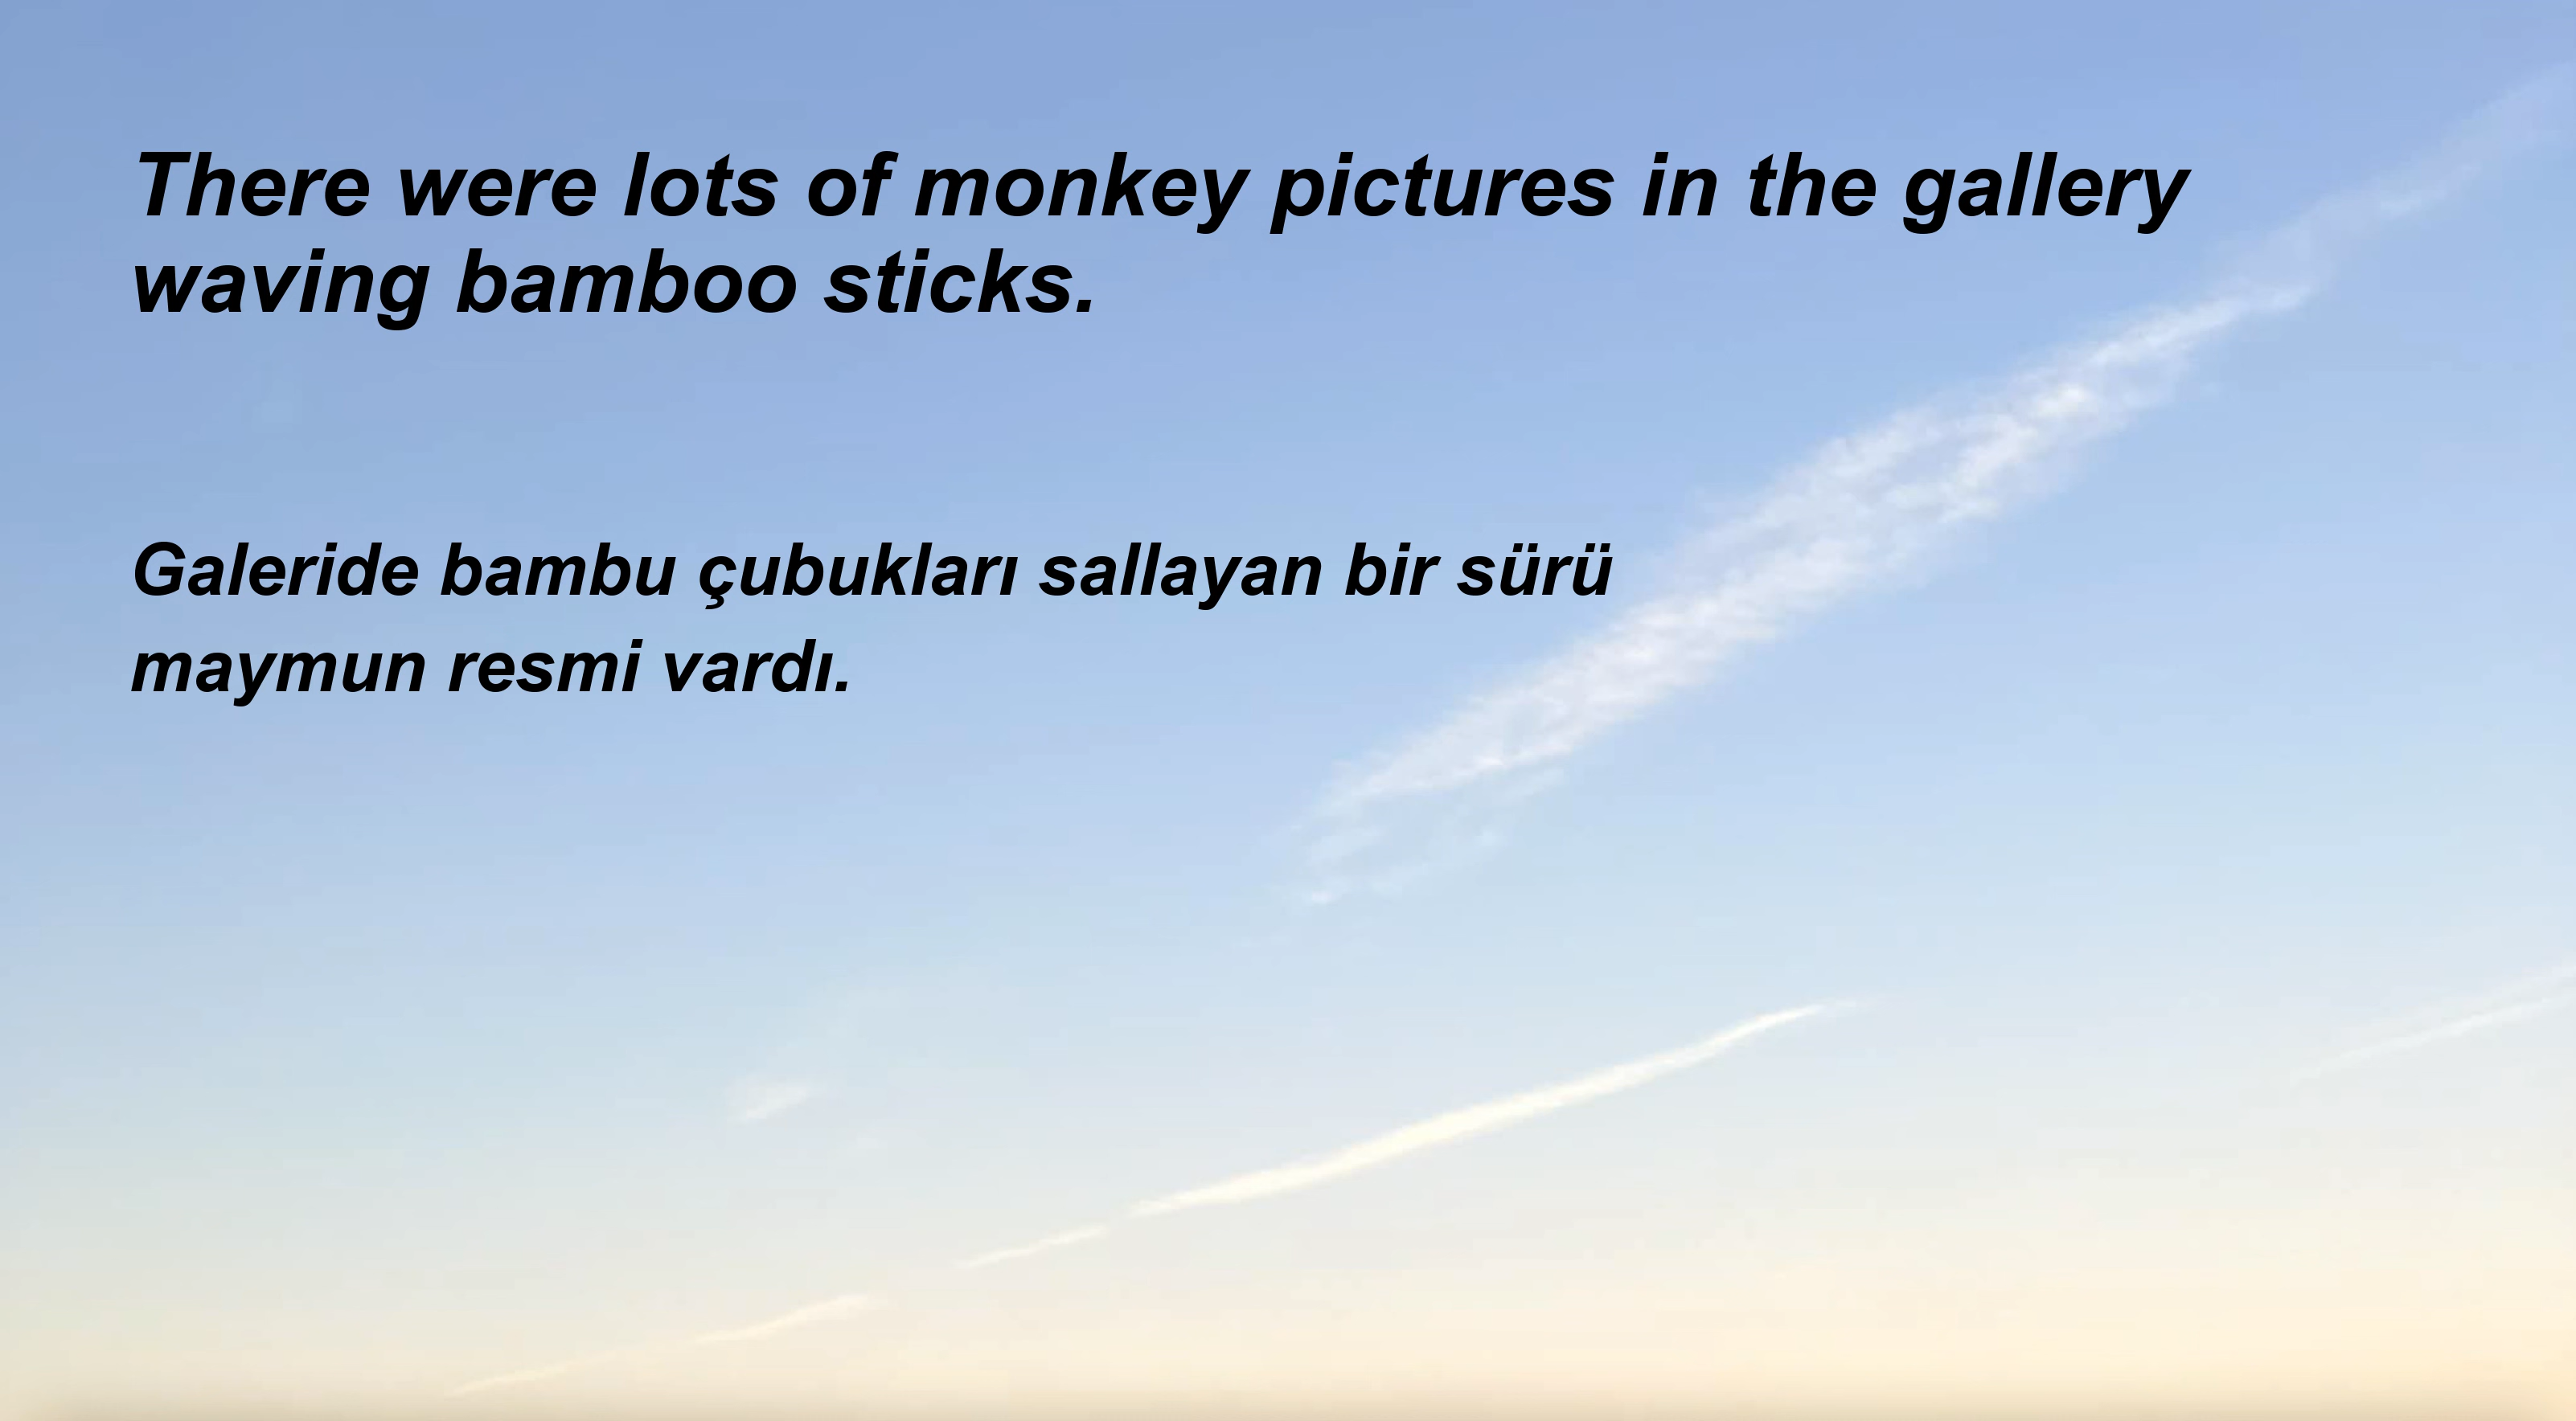 There were lots of monkey pictures in the gallery
waving bamboo sticks.
Galeride bambu çubukları sallayan bir sürü
maymun resmi vardı.